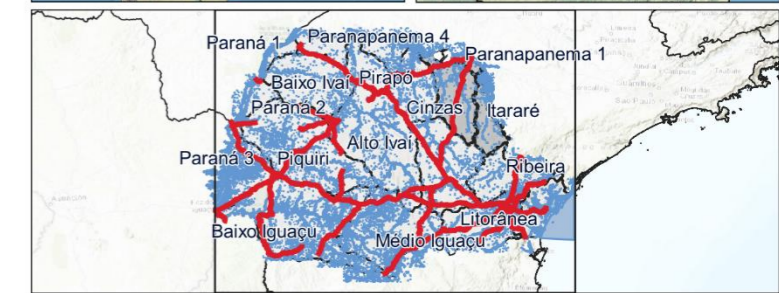 Paraná 1
Paranapanema 4
Paranapanema 1
Baixo Ivaí
Pirapó
Paraná 2
Cinzas
Itararé
Alto Ivaí
Paraná 3
Piquiri
Ribeira
Litorânea
Baixo Iguaçu
Médio Iguaçu